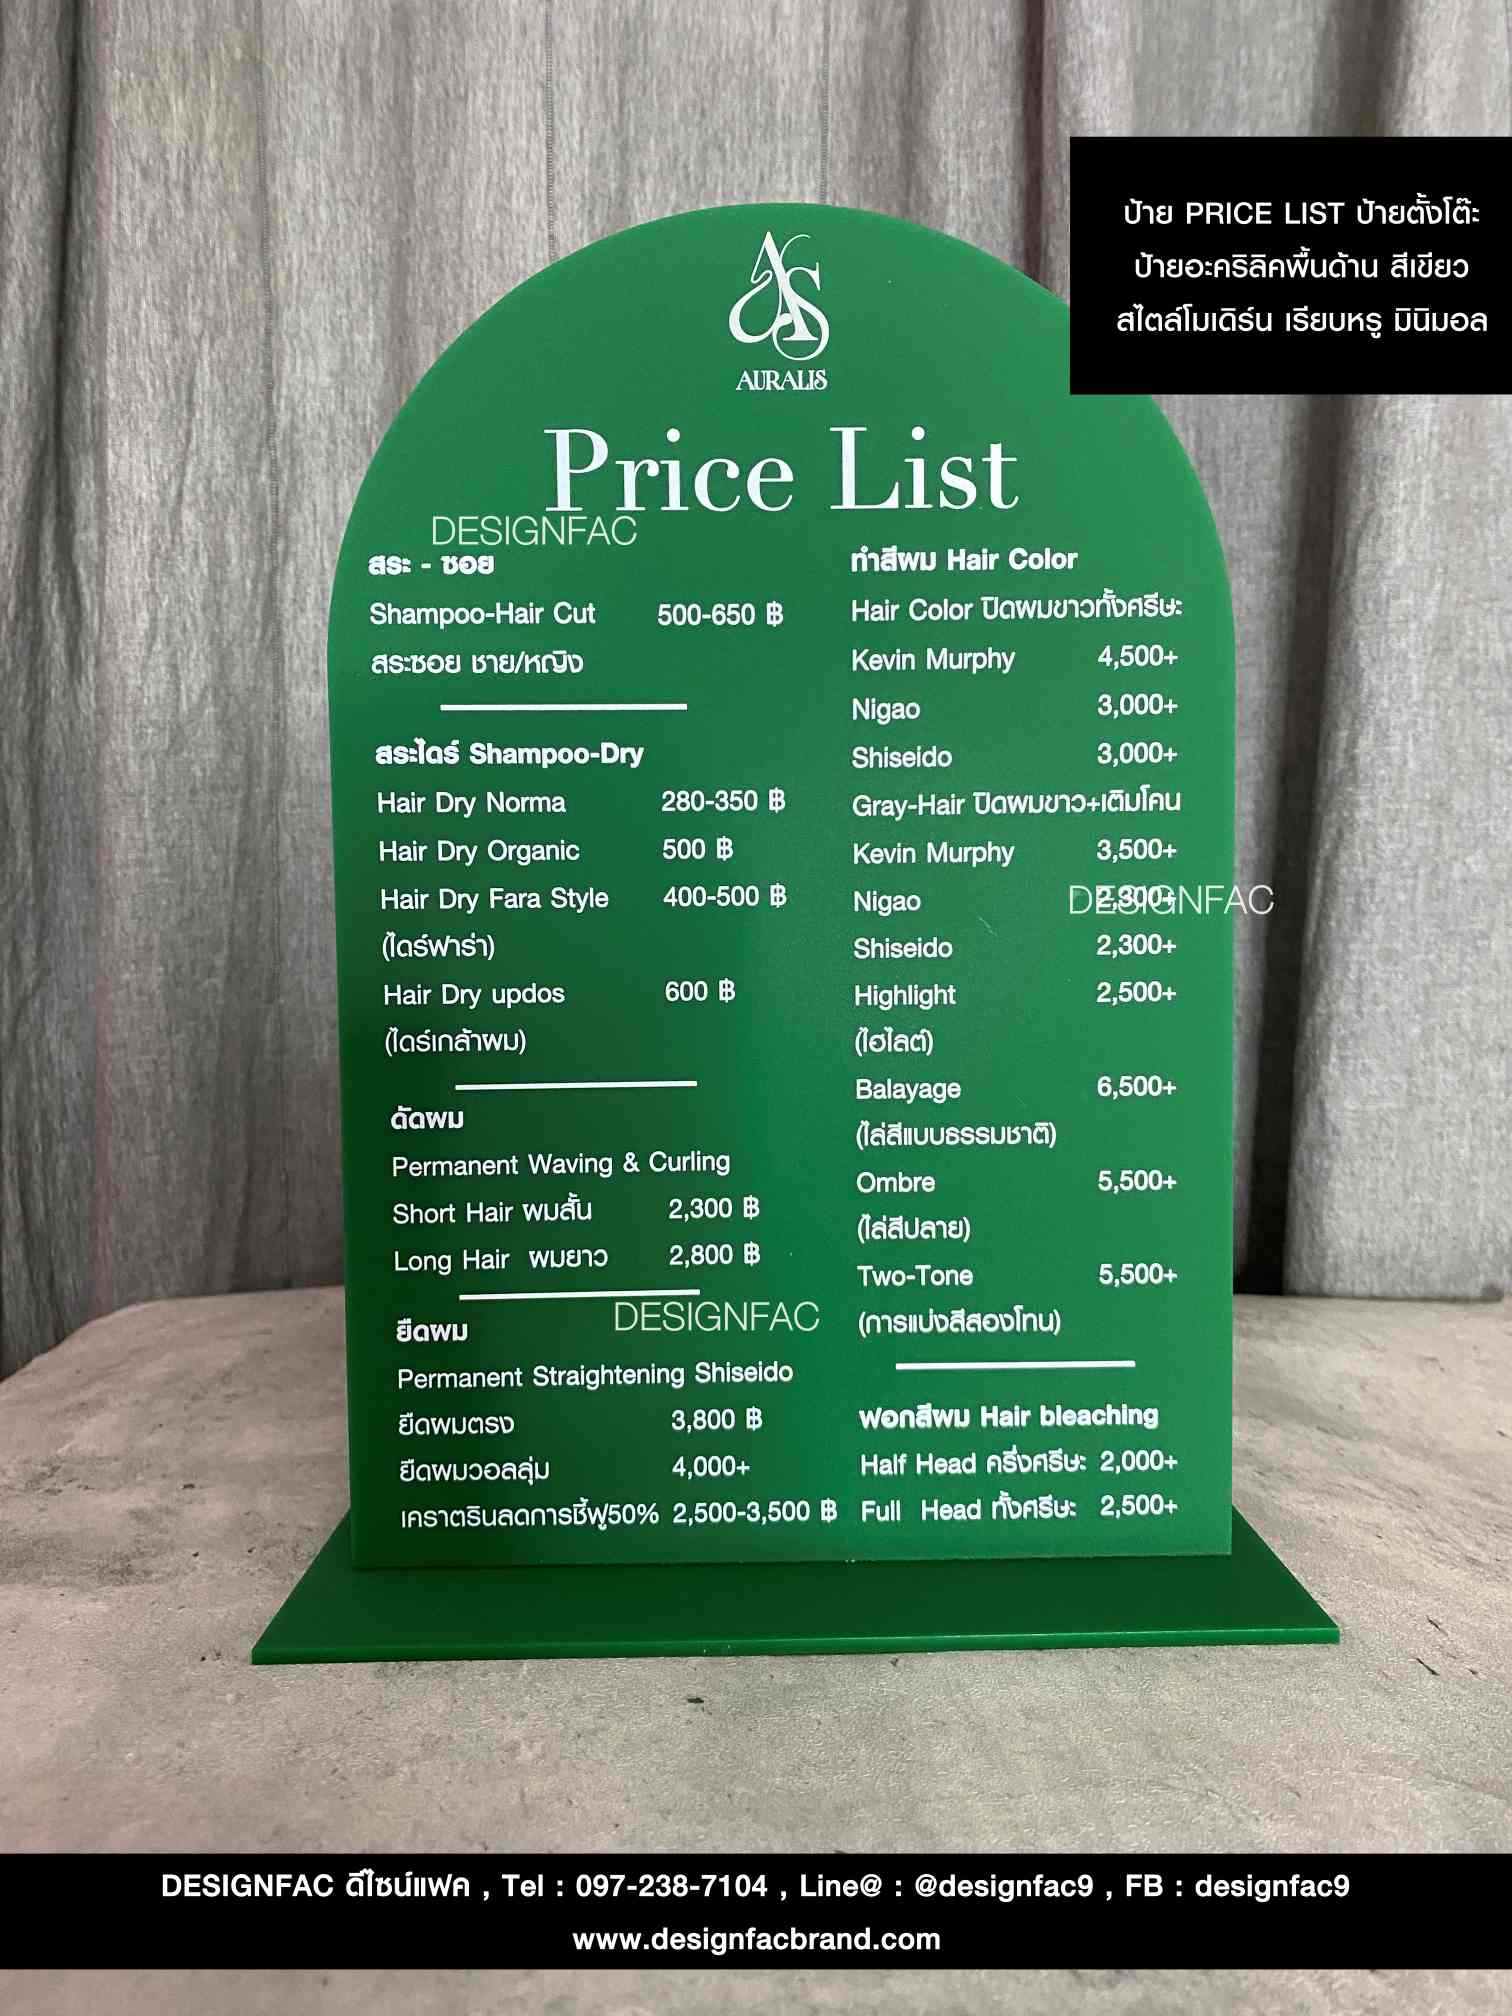 ป้าย PRICE LIST ป้ายตั้งโต๊ะ
ป้ายอะคริลิคพื้นด้าน สีเขียว
สไตล์โมเดิร์น เรียบหรู มินิมอล
AS
AURALIS
Price List
DESIGNFAC
สระ - ซอย
Shampoo-Hair Cut 500-650 ฿
สระซอย ชาย/หญิง
สระไดร์ Shampoo-Dry
Hair Dry Norma 280-350 ฿
Hair Dry Organic 500 ฿
Hair Dry Fara Style 400-500 ฿
(ไดร์ฟาร่า)
Hair Dry updos 600 ฿
(ไดร์เกล้าผม)
ดัดผม
Permanent Waving & Curling
Short Hair ผมสั้น 2,300 ฿
Long Hair ผมยาว 2,800 ฿
DESIGNFAC
ยืดผม
Permanent Straightening Shiseido
ยืดผมตรง 3,800 ฿
ยืดผมวอลลุ่ม 4,000+
เคราตรินลดการชี้ฟู50% 2,500-3,500 ฿
ทำสีผม Hair Color
Hair Color ปิดผมขาวทั้งศรีษะ
Kevin Murphy 4,500+
Nigao 3,000+
Shiseido 3,000+
Gray-Hair ปิดผมขาว+เติมโคน
Kevin Murphy 3,500+
Nigao 2,300+
DESIGNFAC
Shiseido 2,300+
Highlight 2,500+
(ไฮไลต์)
Balayage 6,500+
(ไล่สีแบบธรรมชาติ)
Ombre 5,500+
(ไล่สีปลาย)
Two-Tone 5,500+
(การแบ่งสีสองโทน)
ฟอกสีผม Hair bleaching
Half Head ครึ่งศรีษะ 2,000+
Full Head ทั้งศรีษะ 2,500+
DESIGNFAC ดีไซน์แฟค , Tel : 097-238-7104 , Line@ : @designfac9 , FB : designfac9
www.designfacbrand.com